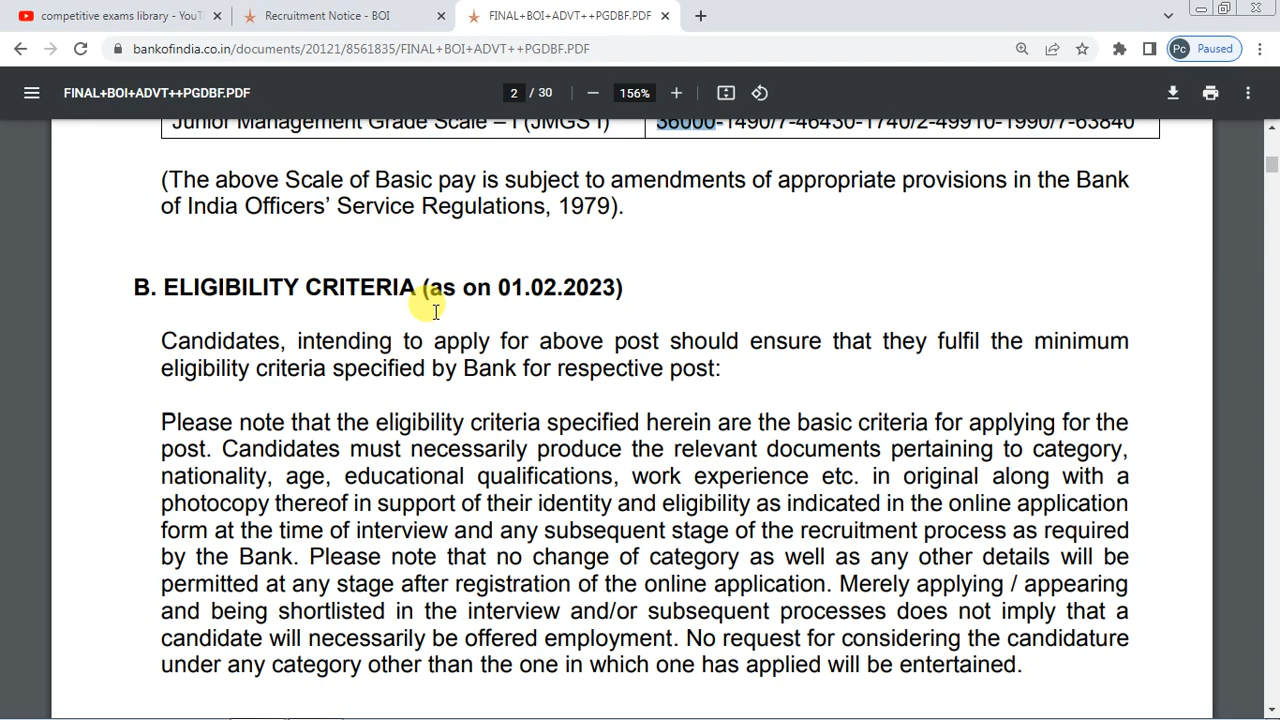 competitive exams library - YouT
Recruitment Notice - BOI
FINAL+BOI+ADVT++PGDBF.PDF
bankofindia.co.in/documents/20121/8561835/FINAL+BOI+ADVT++PGDBF.PDF
Pc Paused
FINAL+BOI+ADVT++PGDBF.PDF
2 / 30
156%
Junior Management Grade Scale – I (JMGS I) 36000-1490/7-46430-1740/2-49910-1990/7-63840
(The above Scale of Basic pay is subject to amendments of appropriate provisions in the Bank
of India Officers’ Service Regulations, 1979).
B. ELIGIBILITY CRITERIA (as on 01.02.2023)
Candidates, intending to apply for above post should ensure that they fulfil the minimum
eligibility criteria specified by Bank for respective post:
Please note that the eligibility criteria specified herein are the basic criteria for applying for the
post. Candidates must necessarily produce the relevant documents pertaining to category,
nationality, age, educational qualifications, work experience etc. in original along with a
photocopy thereof in support of their identity and eligibility as indicated in the online application
form at the time of interview and any subsequent stage of the recruitment process as required
by the Bank. Please note that no change of category as well as any other details will be
permitted at any stage after registration of the online application. Merely applying / appearing
and being shortlisted in the interview and/or subsequent processes does not imply that a
candidate will necessarily be offered employment. No request for considering the candidature
under any category other than the one in which one has applied will be entertained.